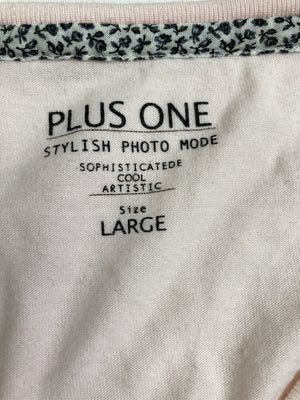 PLUS ONE
STYLISH PHOTO MODE
SOPHISTICATEDE
COOL
ARTISTIC
Size
LARGE